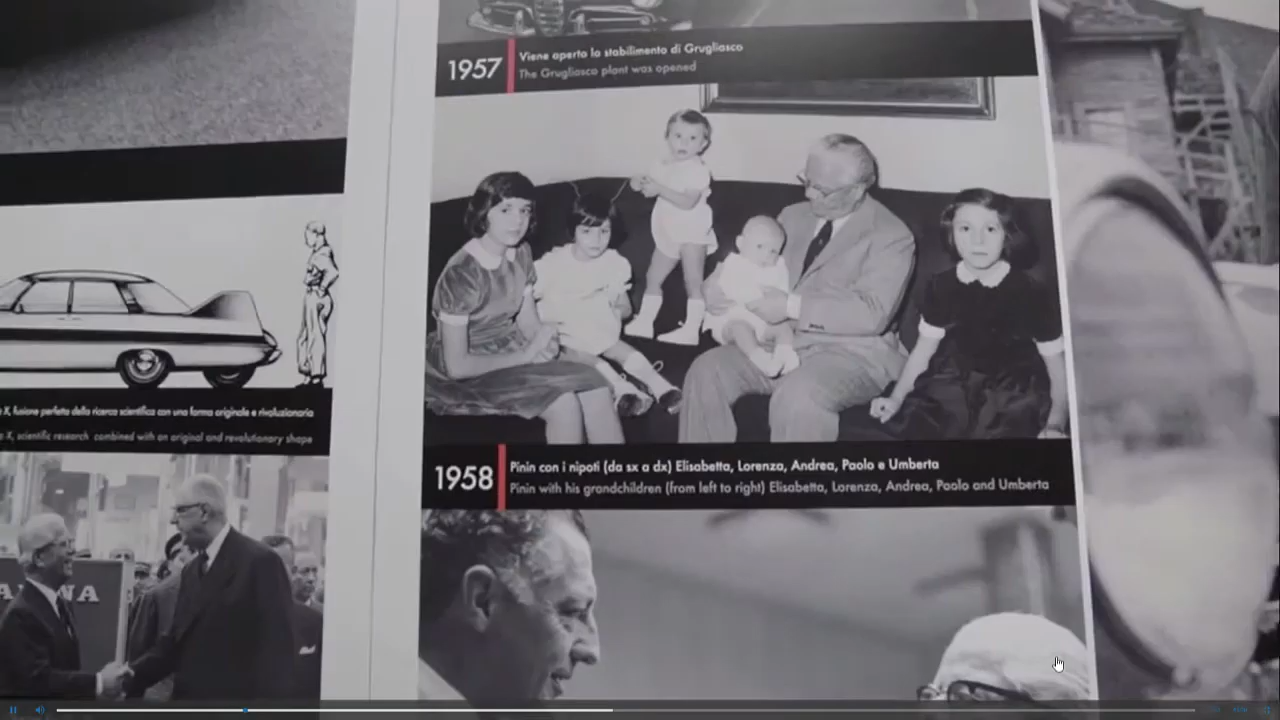 1957
Viene aperto lo stabilimento di Grugliasco
The Grugliasco plant was opened
X, fusione perfetta della ricerca scientifica con una forma originale e rivoluzionaria
X, scientific research combined with an original and revolutionary shape
1958
Pinin con i nipoti (da sx a dx) Elisabetta, Lorenza, Andrea, Paolo e Umberta
Pinin with his grandchildren (from left to right) Elisabetta, Lorenza, Andrea, Paolo and Umberta